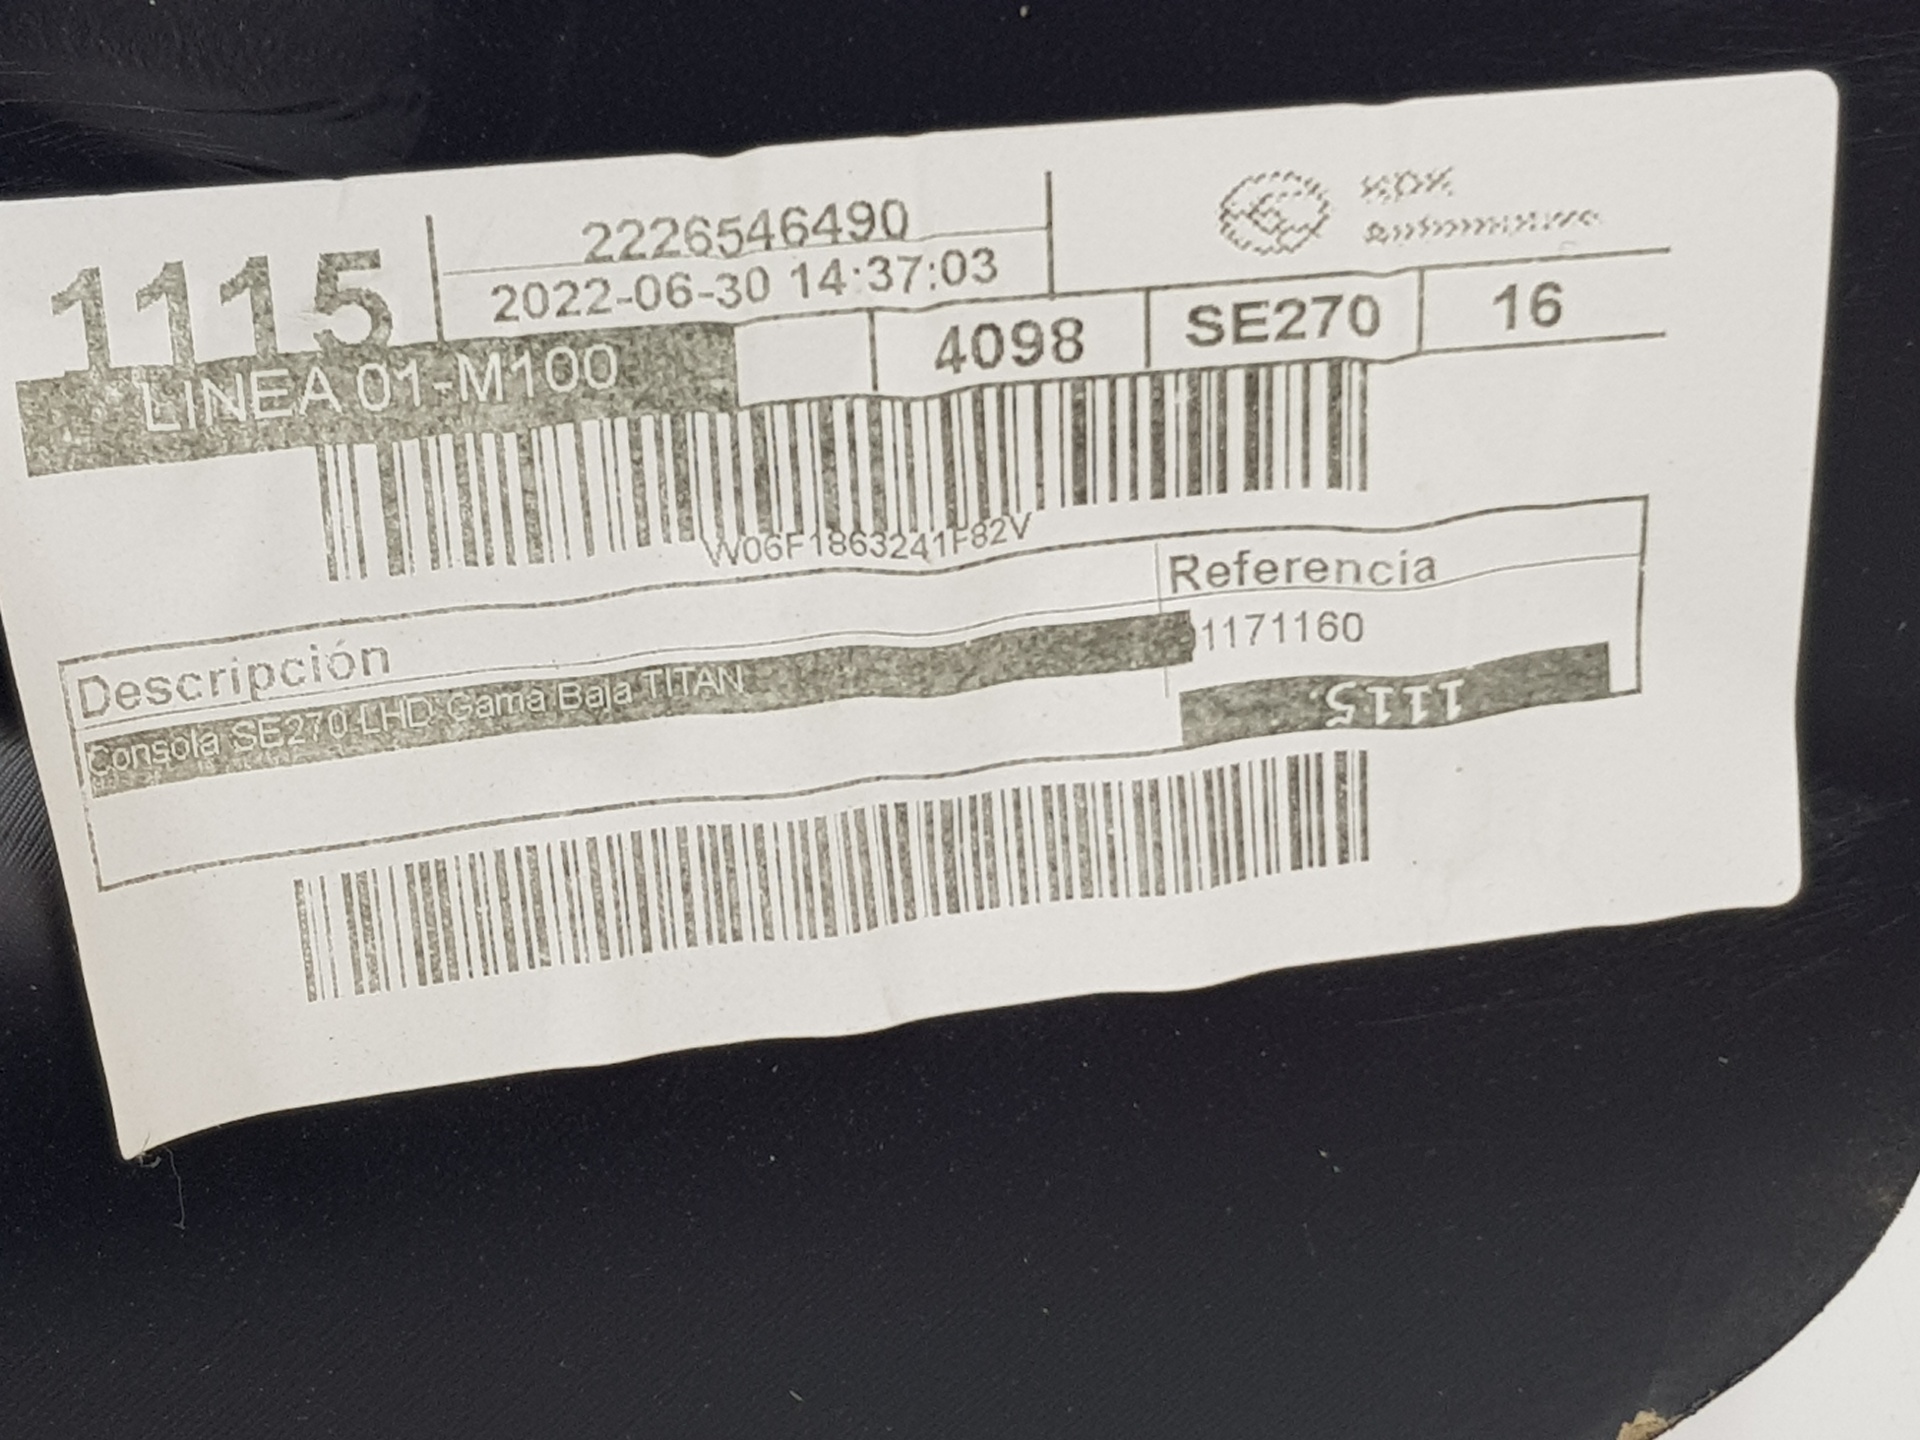 1115
2226546490
2022-06-30 14:37:03
LINEA 01-M100
4098
SE270
16
W06F1863241F82V
Descripción
Referencia
Consola SE270 LHD Gama Baja TITAN
1171160
1115.